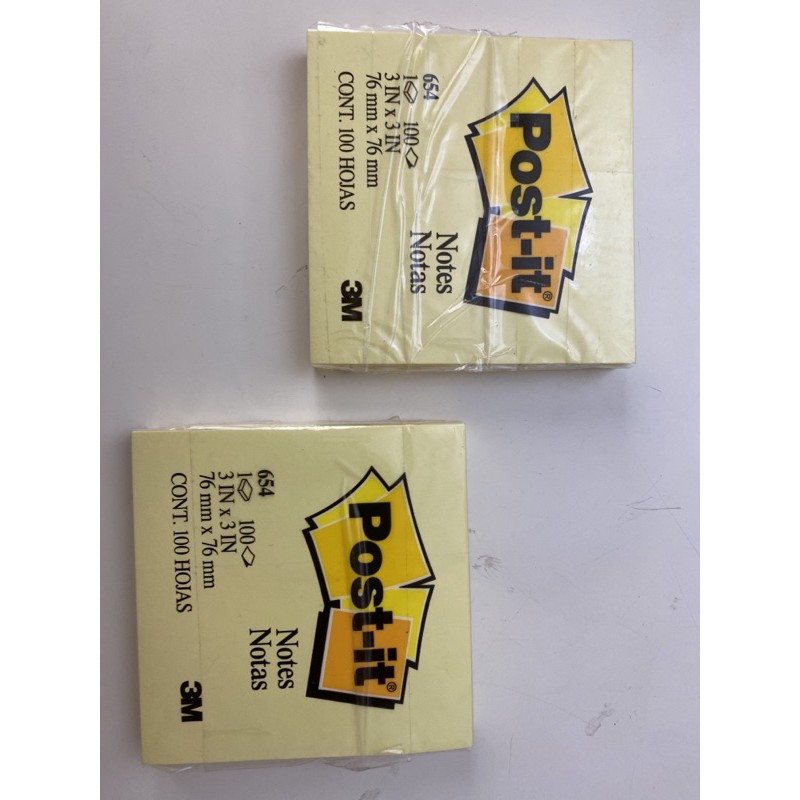 Post-it®
Notes
Notas
654
1 100
3 IN x 3 IN
76 mm x 76 mm
CONT. 100 HOJAS
3M
Post-it®
Notes
Notas
654
1 100
3 IN x 3 IN
76 mm x 76 mm
CONT. 100 HOJAS
3M